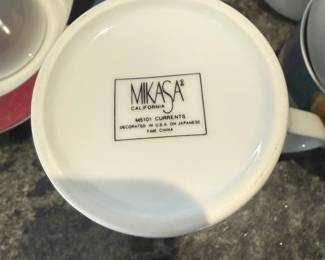 MIKASA®
CALIFORNIA
M5101 CURRENTS
DECORATED IN U.S.A. ON JAPANESE
FINE CHINA